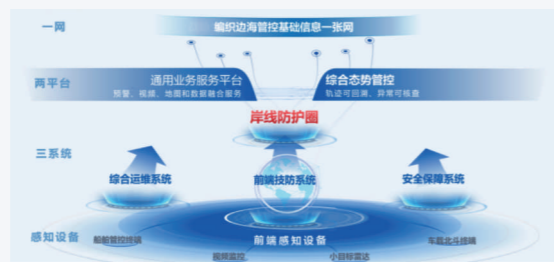 一网
编织边海管控基础信息一张网
两平台
通用业务服务平台
预警、视频、地图和数据融合服务
综合态势管控
轨迹可回溯、异常可核查
岸线防护圈
三系统
综合运维系统
前端技防系统
安全保障系统
感知设备
船舶管控终端
前端感知设备
车载北斗终端
视频监控
小目标雷达